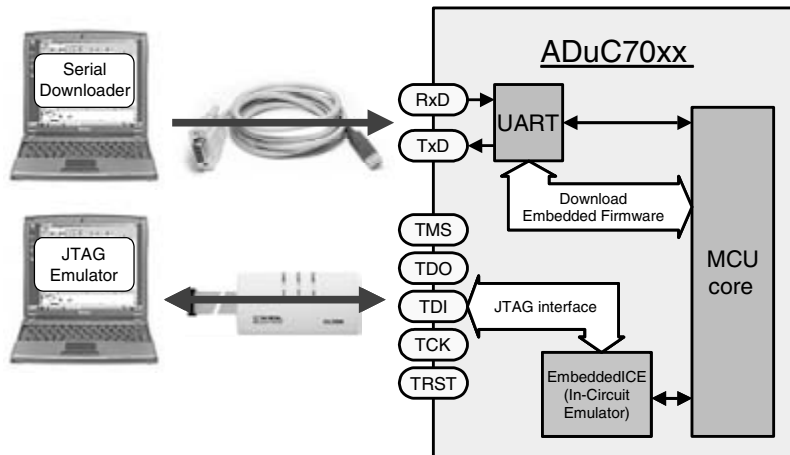 ADuC70xx
Serial
Downloader
RxD
TxD
UART
Download
Embedded Firmware
MCU
core
JTAG
Emulator
TMS
TDO
TDI
TCK
TRST
JTAG interface
EmbeddedICE
(In-Circuit
Emulator)